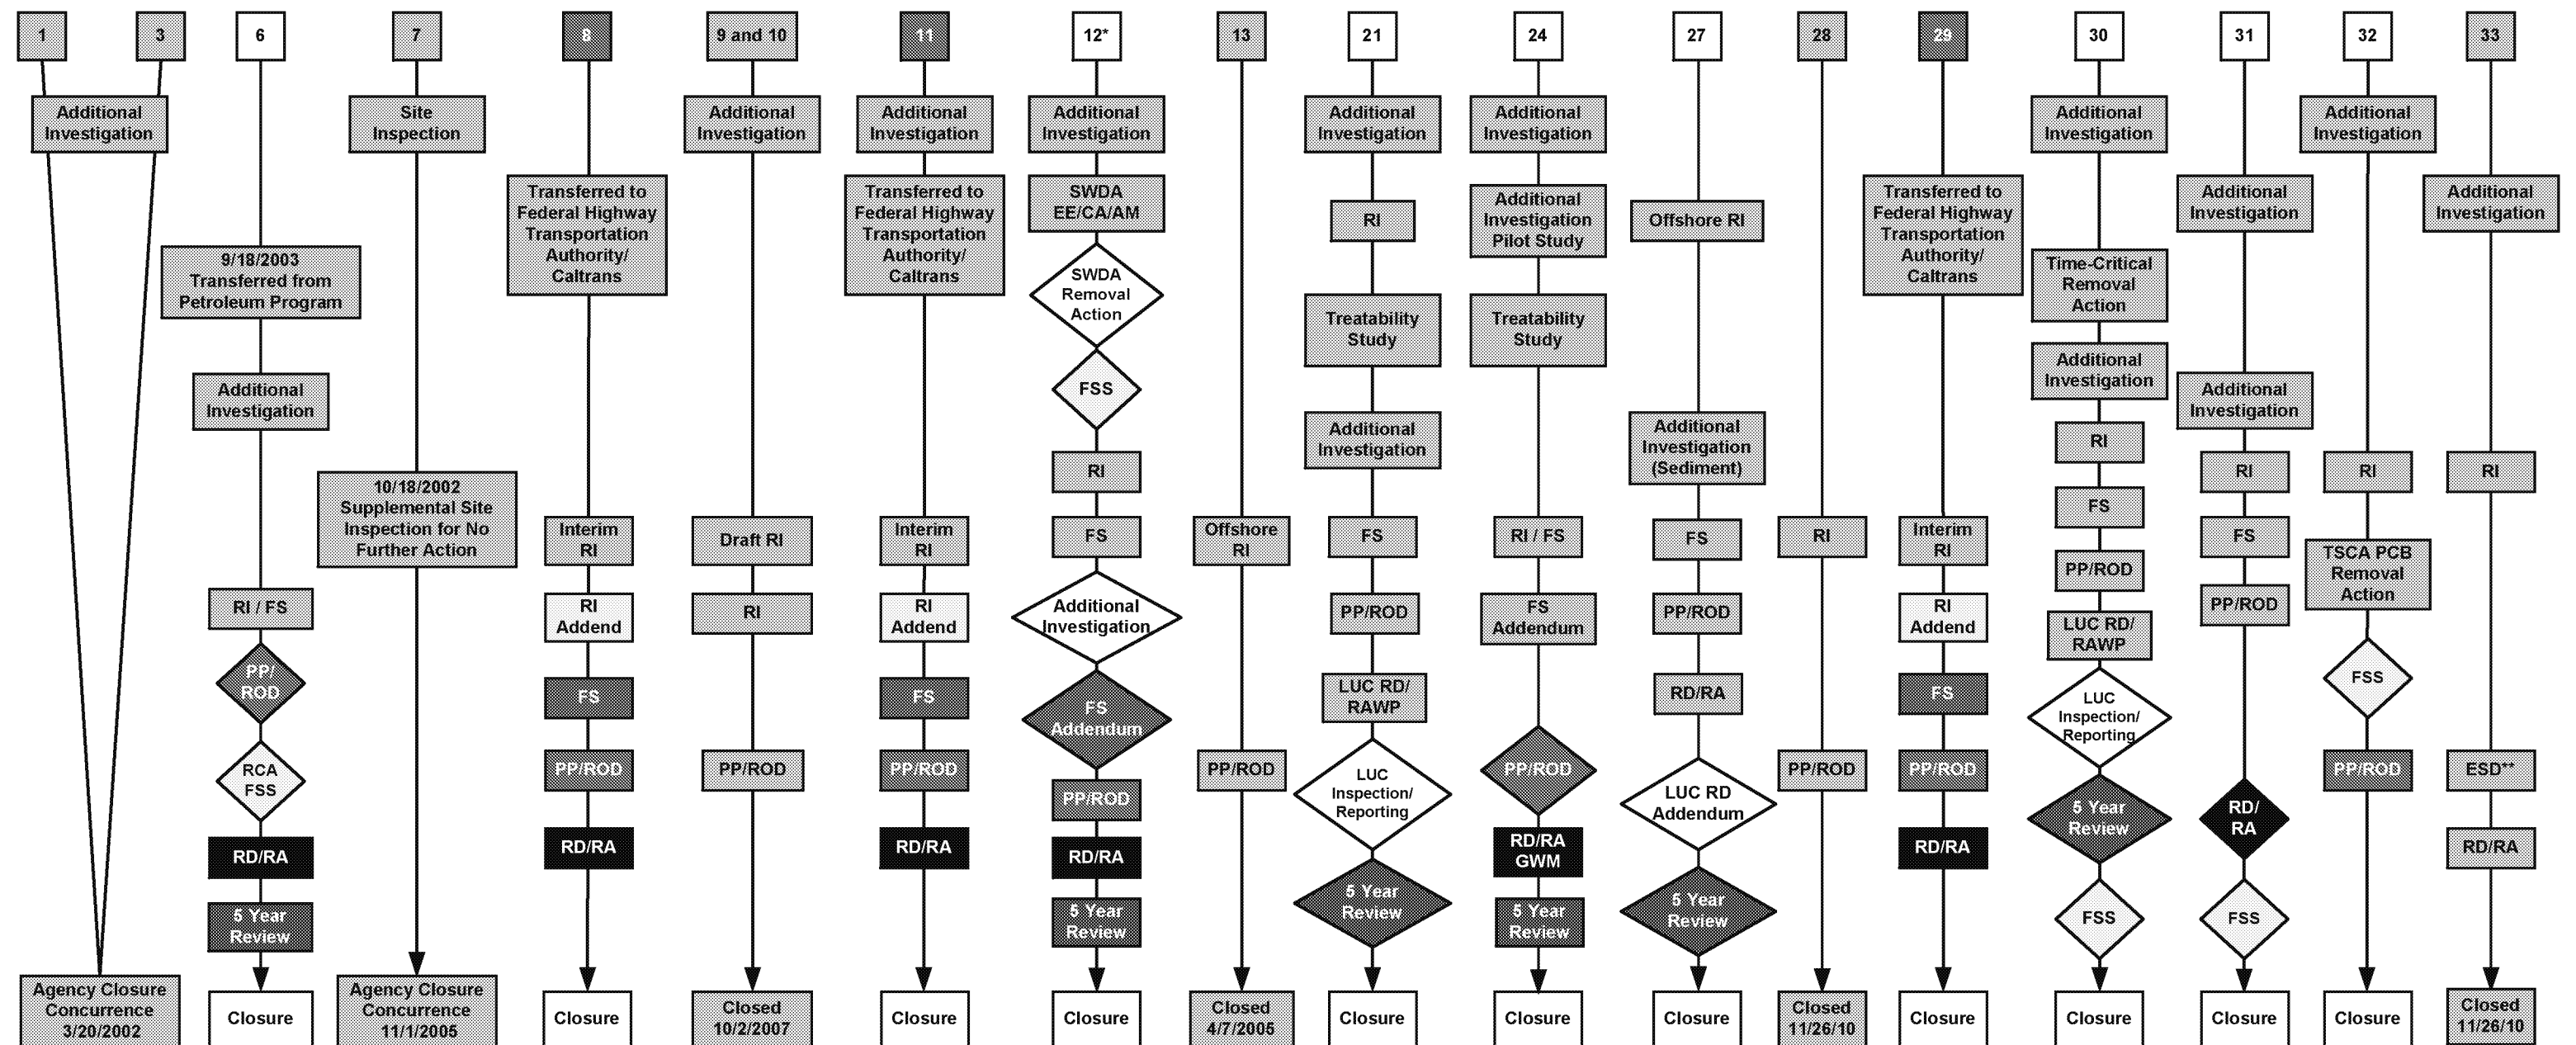 1
3
Additional
Investigation
Agency Closure
Concurrence
3/20/2002
6
9/18/2003
Transferred from
Petroleum Program
Additional
Investigation
RI / FS
PP/
ROD
RCA
FSS
RD/RA
5 Year
Review
Closure
7
Site
Inspection
10/18/2002
Supplemental Site
Inspection for No
Further Action
Agency Closure
Concurrence
11/1/2005
8
Transferred to
Federal Highway
Transportation
Authority/
Caltrans
Interim
RI
RI
Addend
FS
PP/ROD
RD/RA
Closure
9 and 10
Additional
Investigation
Draft RI
RI
PP/ROD
Closed
10/2/2007
11
Additional
Investigation
Transferred to
Federal Highway
Transportation
Authority/
Caltrans
Interim
RI
RI
Addend
FS
PP/ROD
RD/RA
Closure
12*
Additional
Investigation
SWDA
EE/CA/AM
SWDA
Removal
Action
FSS
RI
FS
Additional
Investigation
FS
Addendum
PP/ROD
RD/RA
5 Year
Review
Closure
13
Offshore
RI
PP/ROD
Closed
4/7/2005
21
Additional
Investigation
RI
Treatability
Study
Additional
Investigation
FS
PP/ROD
LUC RD/
RAWP
LUC
Inspection/
Reporting
5 Year
Review
Closure
24
Additional
Investigation
Additional
Investigation
Pilot Study
Treatability
Study
RI / FS
FS
Addendum
PP/ROD
RD/RA
GWM
5 Year
Review
Closure
27
Offshore RI
Additional
Investigation
(Sediment)
FS
PP/ROD
RD/RA
LUC RD
Addendum
5 Year
Review
Closure
28
RI
PP/ROD
Closed
11/26/10
29
Transferred to
Federal Highway
Transportation
Authority/
Caltrans
Interim
RI
RI
Addend
FS
PP/ROD
RD/RA
Closure
30
Additional
Investigation
Time-Critical
Removal
Action
Additional
Investigation
RI
FS
PP/ROD
LUC RD/
RAWP
LUC
Inspection/
Reporting
5 Year
Review
FSS
Closure
31
Additional
Investigation
Additional
Investigation
RI
FS
PP/ROD
RD/
RA
FSS
Closure
32
Additional
Investigation
RI
TSCA PCB
Removal
Action
FSS
PP/ROD
Closure
33
Additional
Investigation
RI
ESD**
RD/RA
Closed
11/26/10